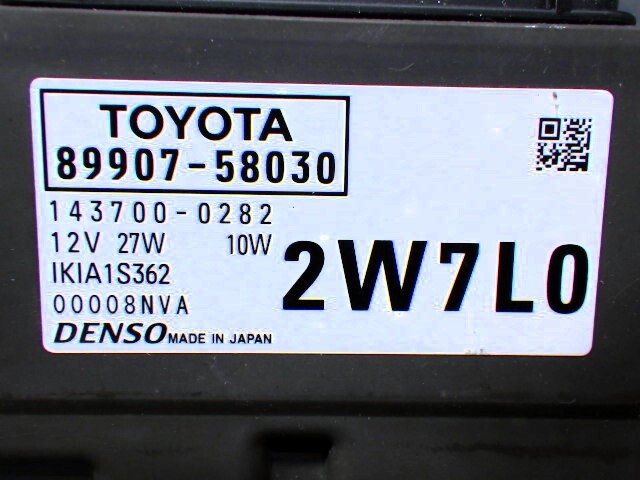 TOYOTA
89907-58030
143700-0282
12V 27W 10W
IKIA1S362
00008NVA
2W7L0
DENSO MADE IN JAPAN